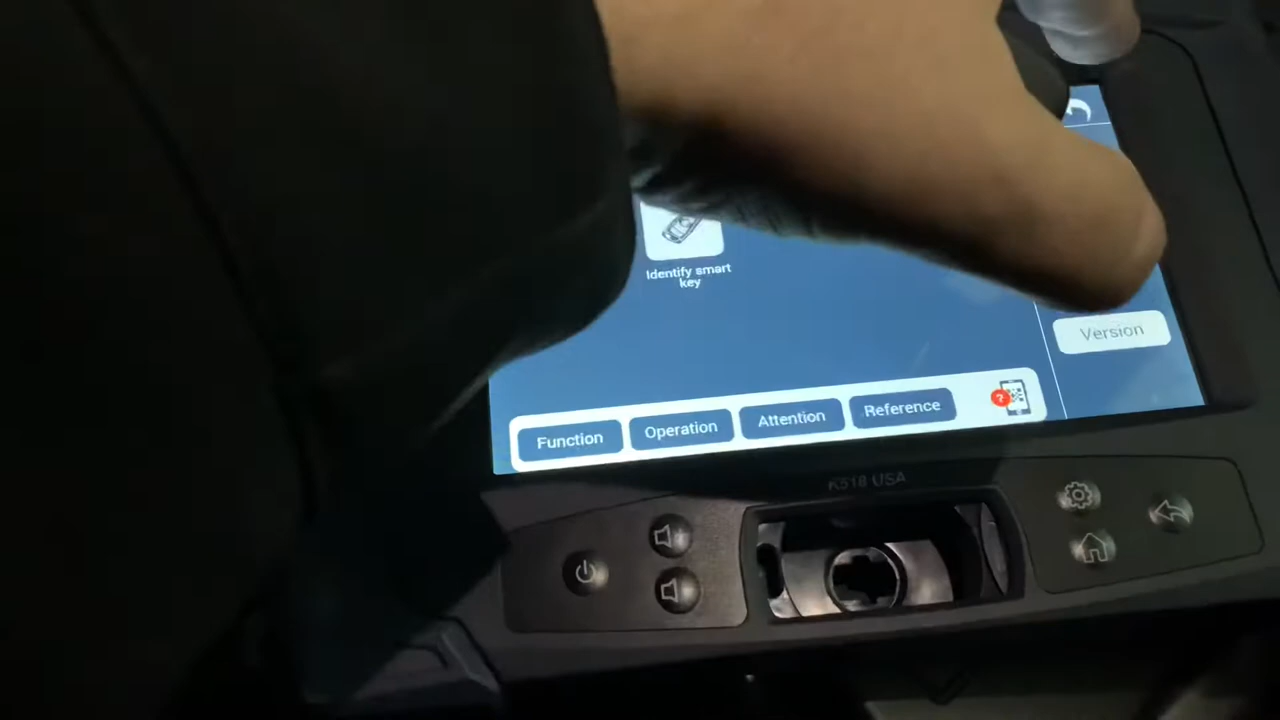 Identify smart
key
Version
Function
Operation
Attention
Reference
?
K518 USA